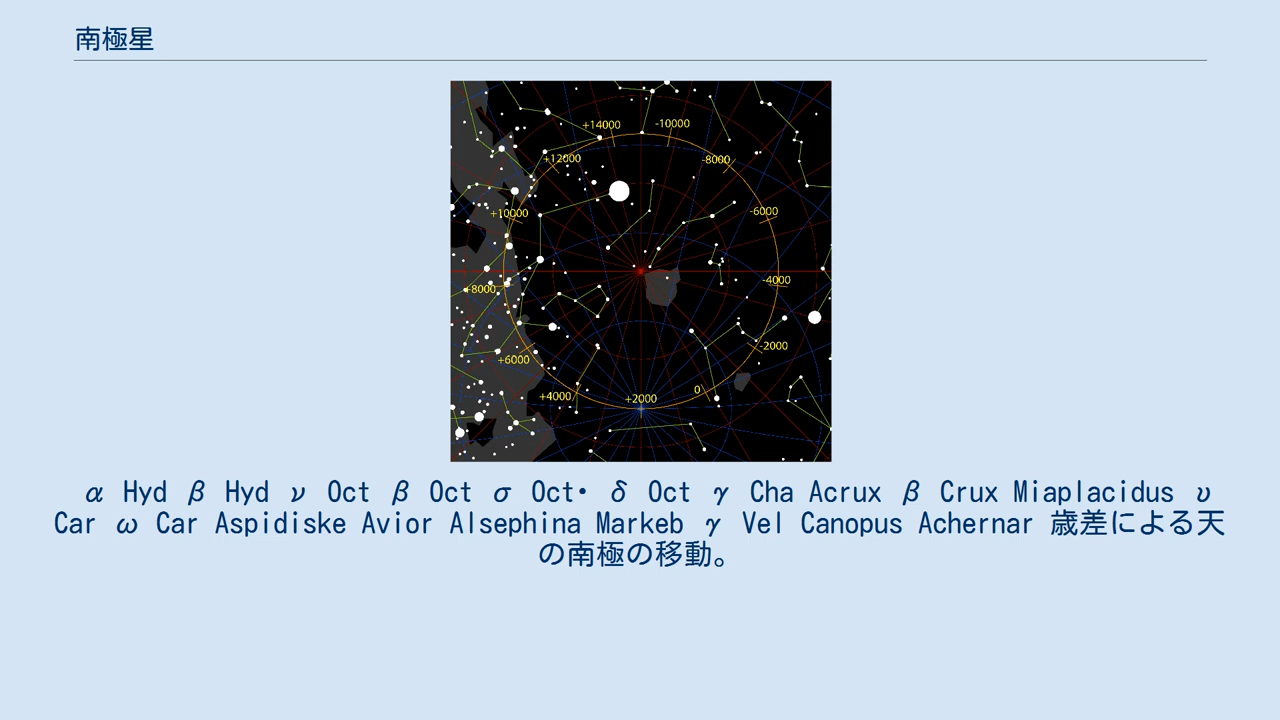 南極星
+14000 -10000
+12000 -8000
+10000 -6000
+8000 -4000
+6000 -2000
+4000 +2000 0
α Hyd β Hyd ν Oct β Oct σ Oct・ δ Oct γ Cha Acrux β Crux Miaplacidus υ
Car ω Car Aspidiske Avior Alsephina Markeb γ Vel Canopus Achernar 歳差による天
の南極の移動。